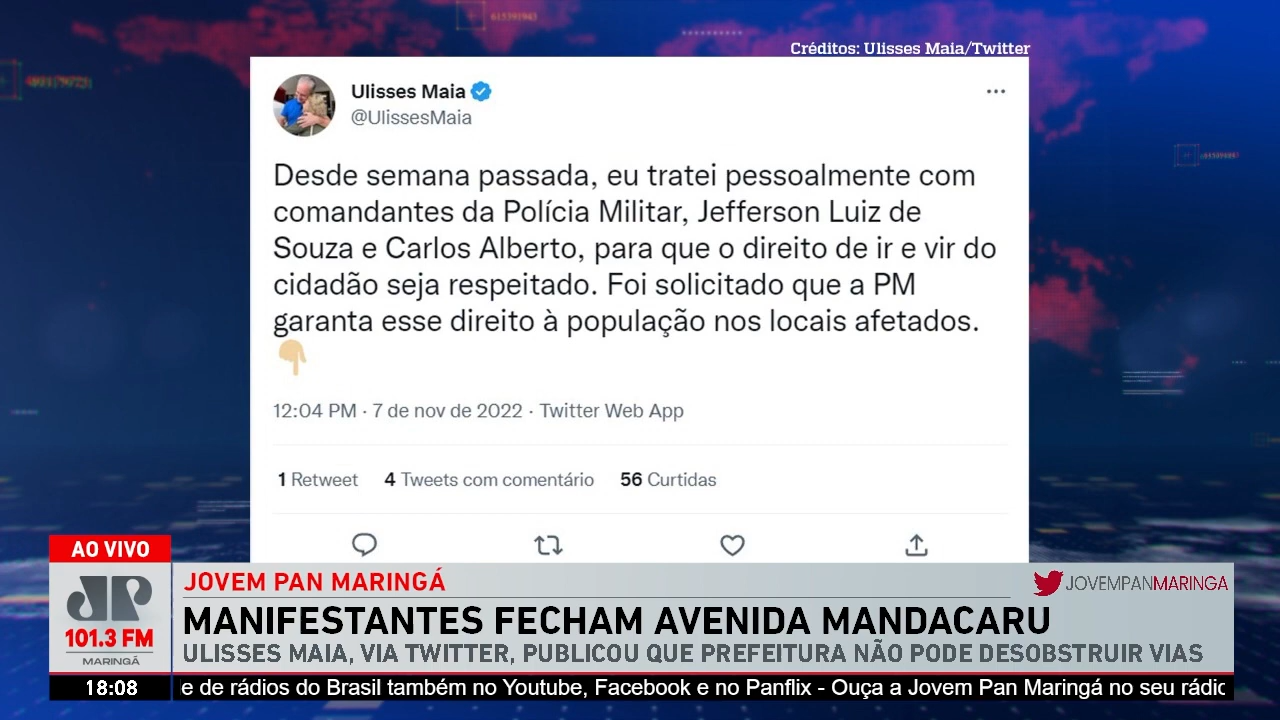 615391943
Créditos: Ulisses Maia/Twitter
Ulisses Maia
@UlissesMaia
Desde semana passada, eu tratei pessoalmente com
comandantes da Polícia Militar, Jefferson Luiz de
Souza e Carlos Alberto, para que o direito de ir e vir do
cidadão seja respeitado. Foi solicitado que a PM
garanta esse direito à população nos locais afetados.
12:04 PM · 7 de nov de 2022 · Twitter Web App
1 Retweet 4 Tweets com comentário 56 Curtidas
AO VIVO
JP
101.3 FM
MARINGÁ
18:08
JOVEM PAN MARINGÁ
JOVEMPANMARINGA
MANIFESTANTES FECHAM AVENIDA MANDACARU
ULISSES MAIA, VIA TWITTER, PUBLICOU QUE PREFEITURA NÃO PODE DESOBSTRUIR VIAS
e de rádios do Brasil também no Youtube, Facebook e no Panflix - Ouça a Jovem Pan Maringá no seu rádio